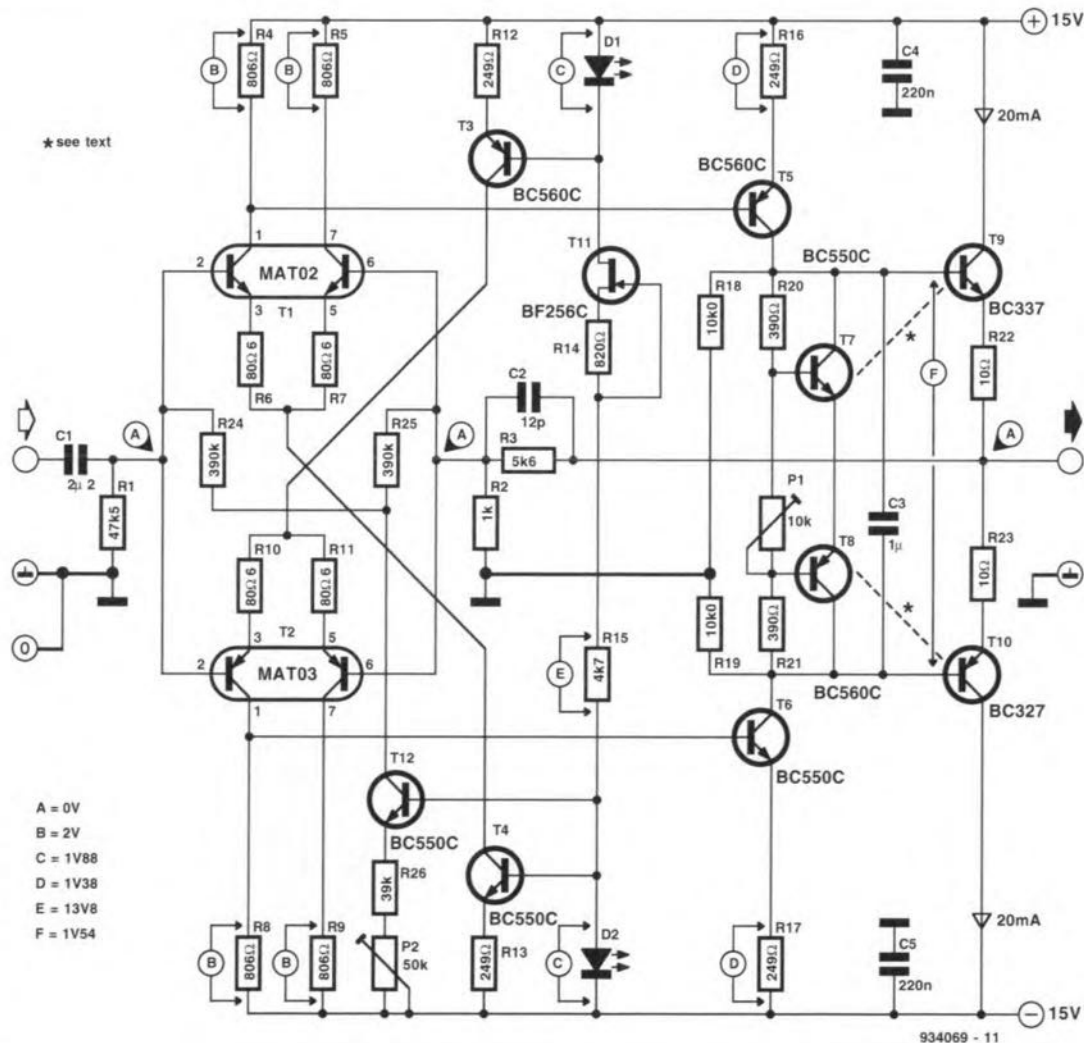 R4
806Ω
B
R5
806Ω
B
R12
249Ω
D1
C
R16
249Ω
D
C4
220n
+ 15V
20mA
* see text
T3
BC560C
BC560C
T5
1
7
2
MAT02
6
3
T1
5
T11
BF256C
BC550C
T9
BC337
R18
10k0
R20
390Ω
T7
*
F
R22
10Ω
80Ω6
R6
80Ω6
R7
R14
820Ω
C2
12p
R24
390k
R25
390k
A
A
A
C1
2µ2
R1
47k5
R3
5k6
R2
1k
P1
10k
C3
1µ
R10
80Ω6
R11
80Ω6
T8
R23
10Ω
0
3
T2
5
2
MAT03
6
1
7
R15
4k7
E
10k0
R19
390Ω
R21
*
BC560C
T10
BC327
T6
BC550C
T12
BC550C
T4
BC550C
R26
39k
P2
50k
A = 0V
B = 2V
C = 1V88
D = 1V38
E = 13V8
F = 1V54
R8
806Ω
B
R9
806Ω
B
R13
249Ω
D2
C
R17
249Ω
D
C5
220n
20mA
− 15V
934069 - 11